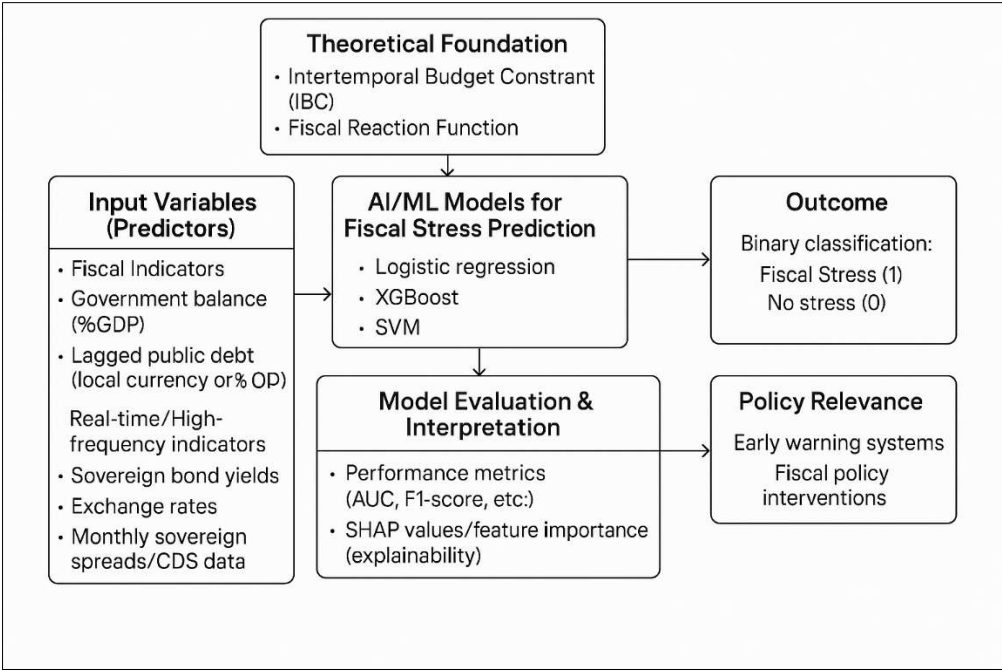 Theoretical Foundation
• Intertemporal Budget Constrant
(IBC)
• Fiscal Reaction Function
Input Variables
(Predictors)
• Fiscal Indicators
• Government balance
(%GDP)
• Lagged public debt
(local currency or % OP)
Real-time/High-
frequency indicators
• Sovereign bond yields
• Exchange rates
• Monthly sovereign
spreads/CDS data
AI/ML Models for
Fiscal Stress Prediction
• Logistic regression
• XGBoost
• SVM
Outcome
Binary classification:
Fiscal Stress (1)
No stress (0)
Model Evaluation &
Interpretation
• Performance metrics
(AUC, F1-score, etc:)
• SHAP values/feature importance
(explainability)
Policy Relevance
Early warning systems
Fiscal policy
interventions